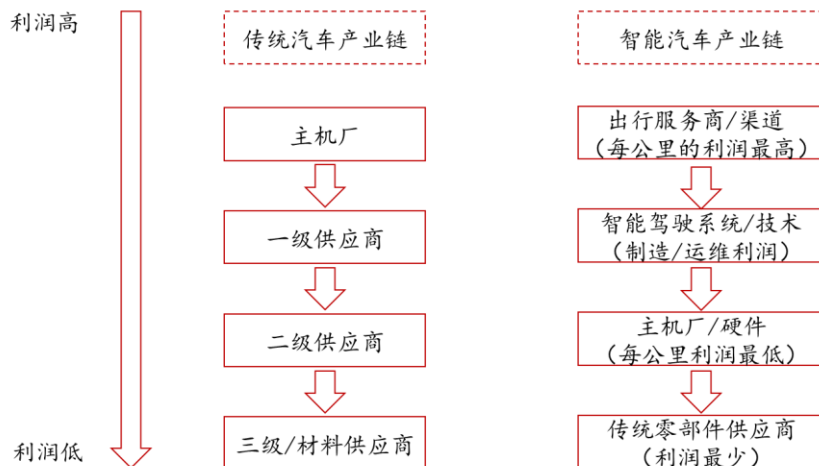 利润高
传统汽车产业链
智能汽车产业链
主机厂
出行服务商/渠道
（每公里的利润最高）
一级供应商
智能驾驶系统/技术
（制造/运维利润）
二级供应商
主机厂/硬件
（每公里利润最低）
利润低
三级/材料供应商
传统零部件供应商
（利润最少）